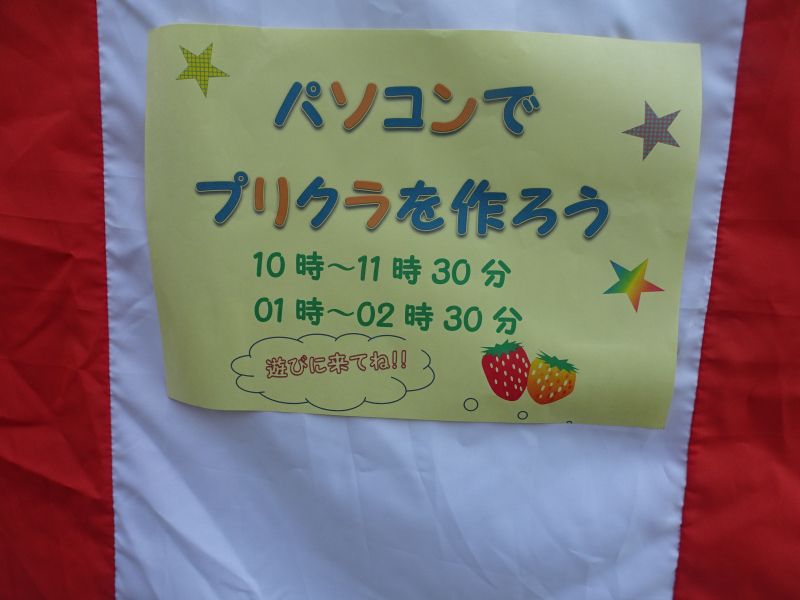 パソコンで
プリクラを作ろう
10時～11時30分
01時～02時30分
遊びに来てね!!